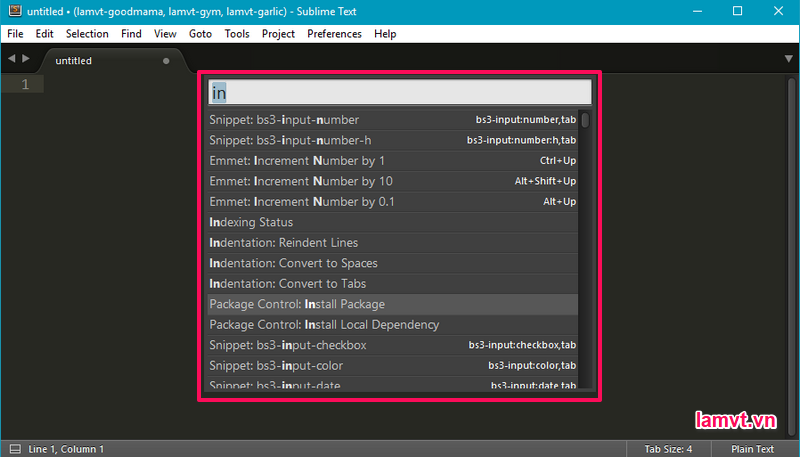 untitled • (lamvt-goodmama, lamvt-gym, lamvt-garlic) - Sublime Text
File Edit Selection Find View Goto Tools Project Preferences Help
untitled
1
in
Snippet: bs3-input-number bs3-input:number,tab
Snippet: bs3-input-number-h bs3-input:number:h,tab
Emmet: Increment Number by 1 Ctrl+Up
Emmet: Increment Number by 10 Alt+Shift+Up
Emmet: Increment Number by 0.1 Alt+Up
Indexing Status
Indentation: Reindent Lines
Indentation: Convert to Spaces
Indentation: Convert to Tabs
Package Control: Install Package
Package Control: Install Local Dependency
Snippet: bs3-input-checkbox bs3-input:checkbox,tab
Snippet: bs3-input-color bs3-input:color,tab
Snippet: bs3-input-date bs3-input:date,tab
lamvt.vn
Line 1, Column 1 Tab Size: 4 Plain Text